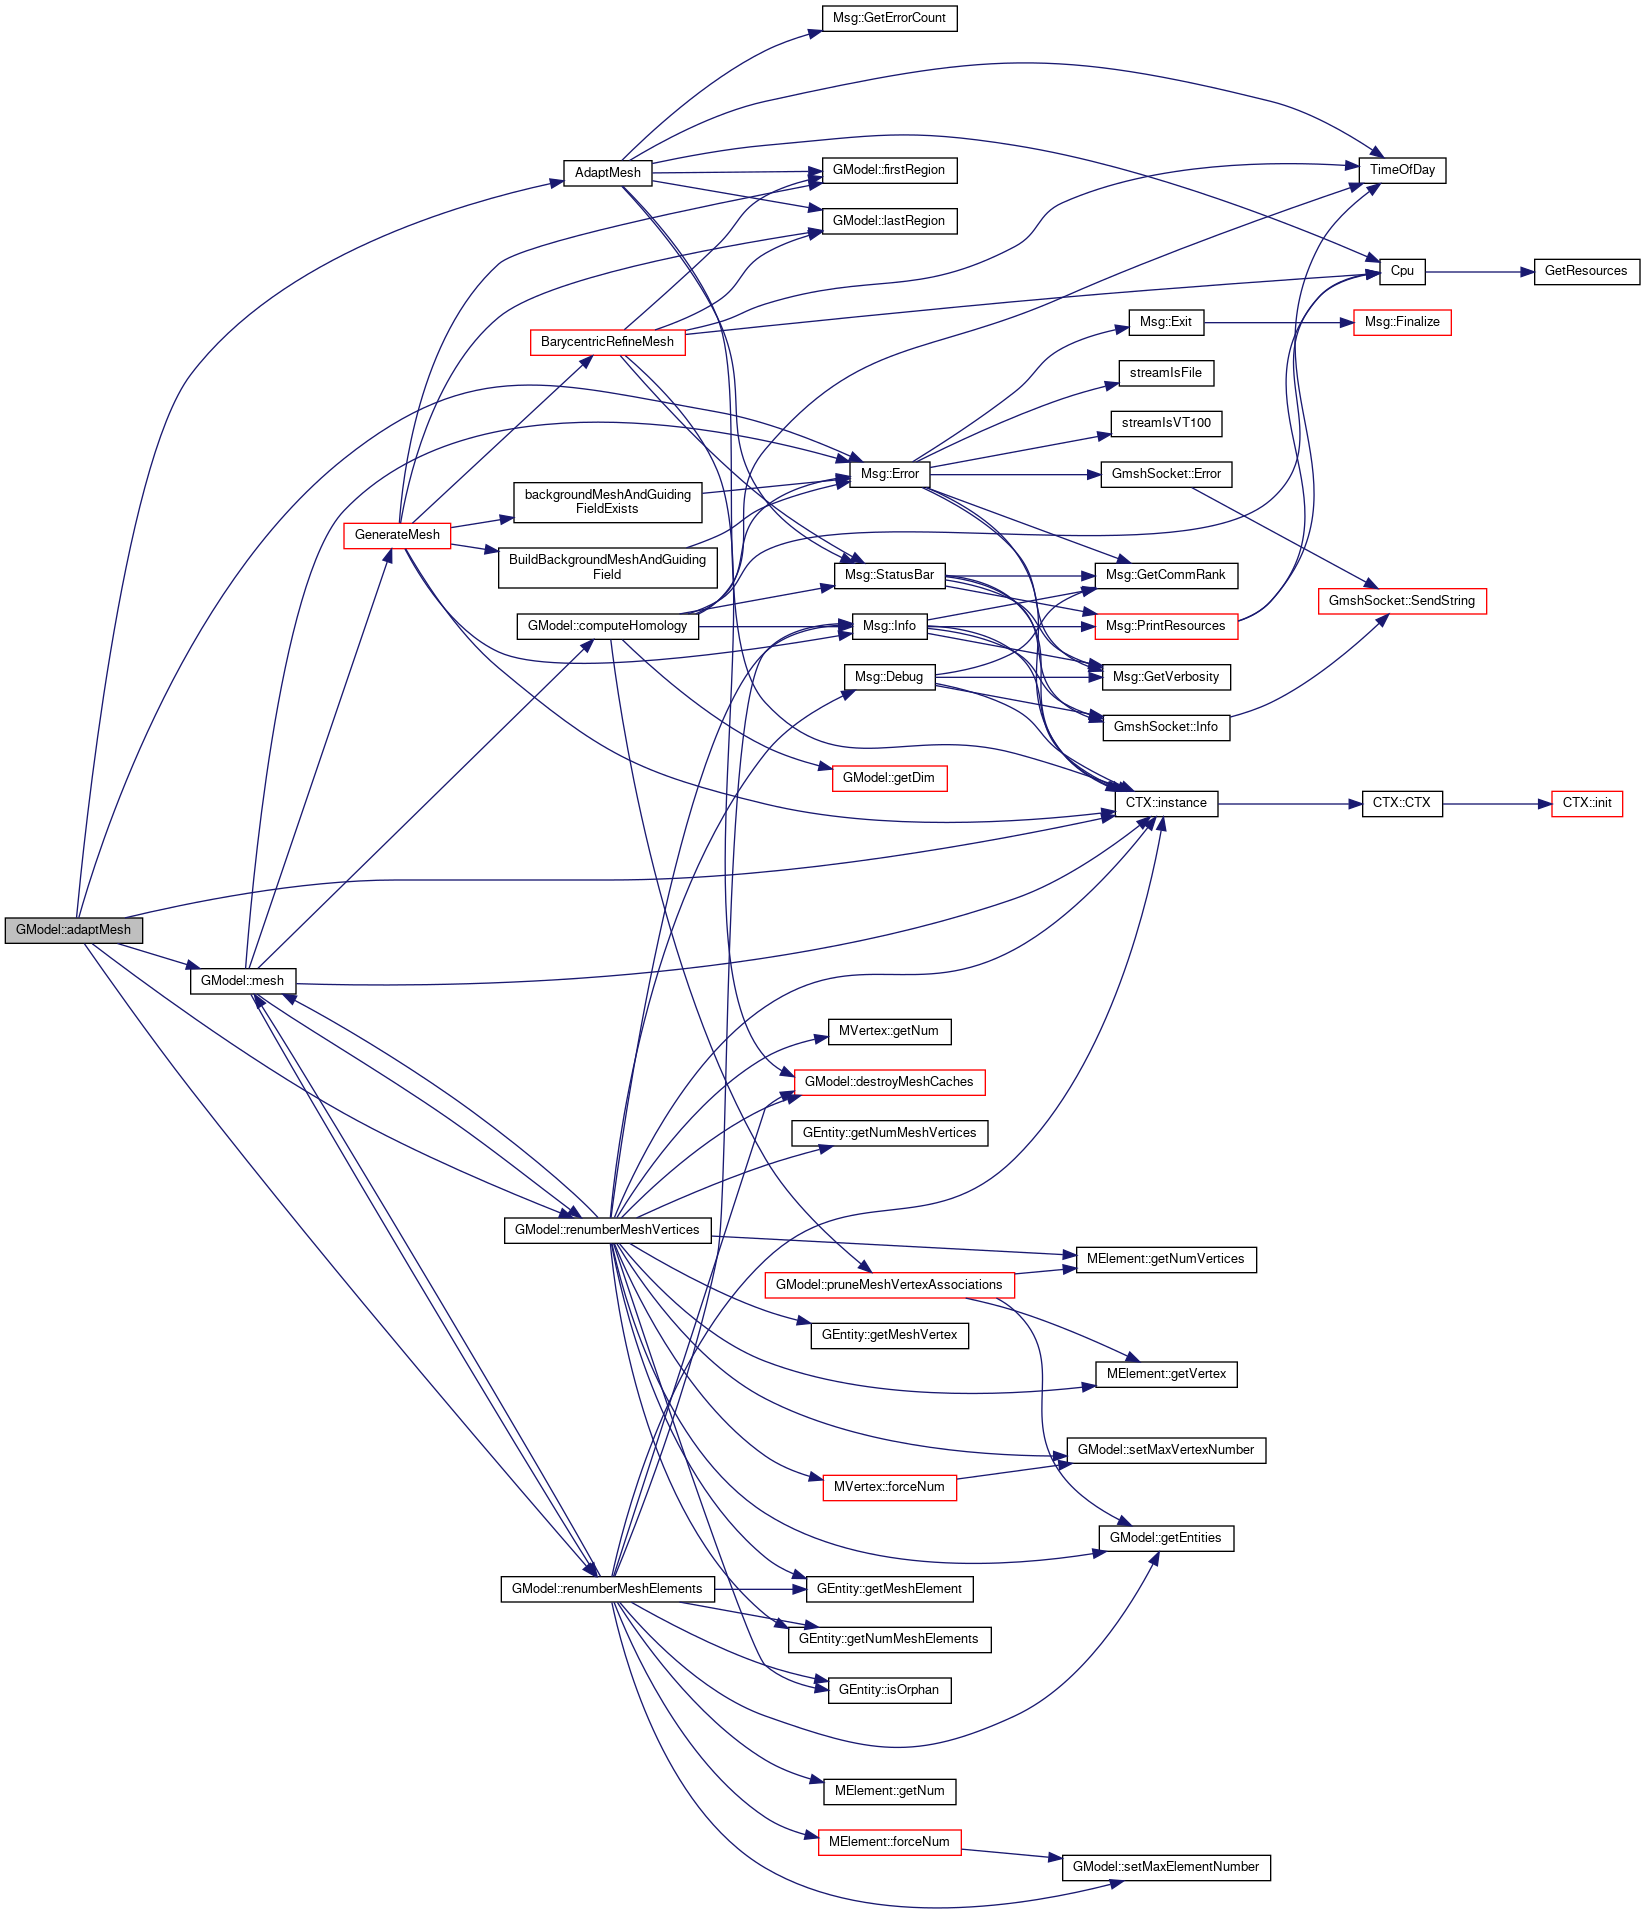 Msg::GetErrorCount
AdaptMesh
GModel::firstRegion
TimeOfDay
GModel::lastRegion
Cpu
GetResources
Msg::Exit
Msg::Finalize
BarycentricRefineMesh
streamIsFile
streamIsVT100
Msg::Error
GmshSocket::Error
backgroundMeshAndGuiding
FieldExists
GenerateMesh
BuildBackgroundMeshAndGuiding
Field
Msg::StatusBar
Msg::GetCommRank
GmshSocket::SendString
GModel::computeHomology
Msg::Info
Msg::PrintResources
Msg::Debug
Msg::GetVerbosity
GmshSocket::Info
GModel::getDim
CTX::instance
CTX::CTX
CTX::init
GModel::adaptMesh
GModel::mesh
MVertex::getNum
GModel::destroyMeshCaches
GEntity::getNumMeshVertices
GModel::renumberMeshVertices
MElement::getNumVertices
GModel::pruneMeshVertexAssociations
GEntity::getMeshVertex
MElement::getVertex
GModel::setMaxVertexNumber
MVertex::forceNum
GModel::getEntities
GModel::renumberMeshElements
GEntity::getMeshElement
GEntity::getNumMeshElements
GEntity::isOrphan
MElement::getNum
MElement::forceNum
GModel::setMaxElementNumber